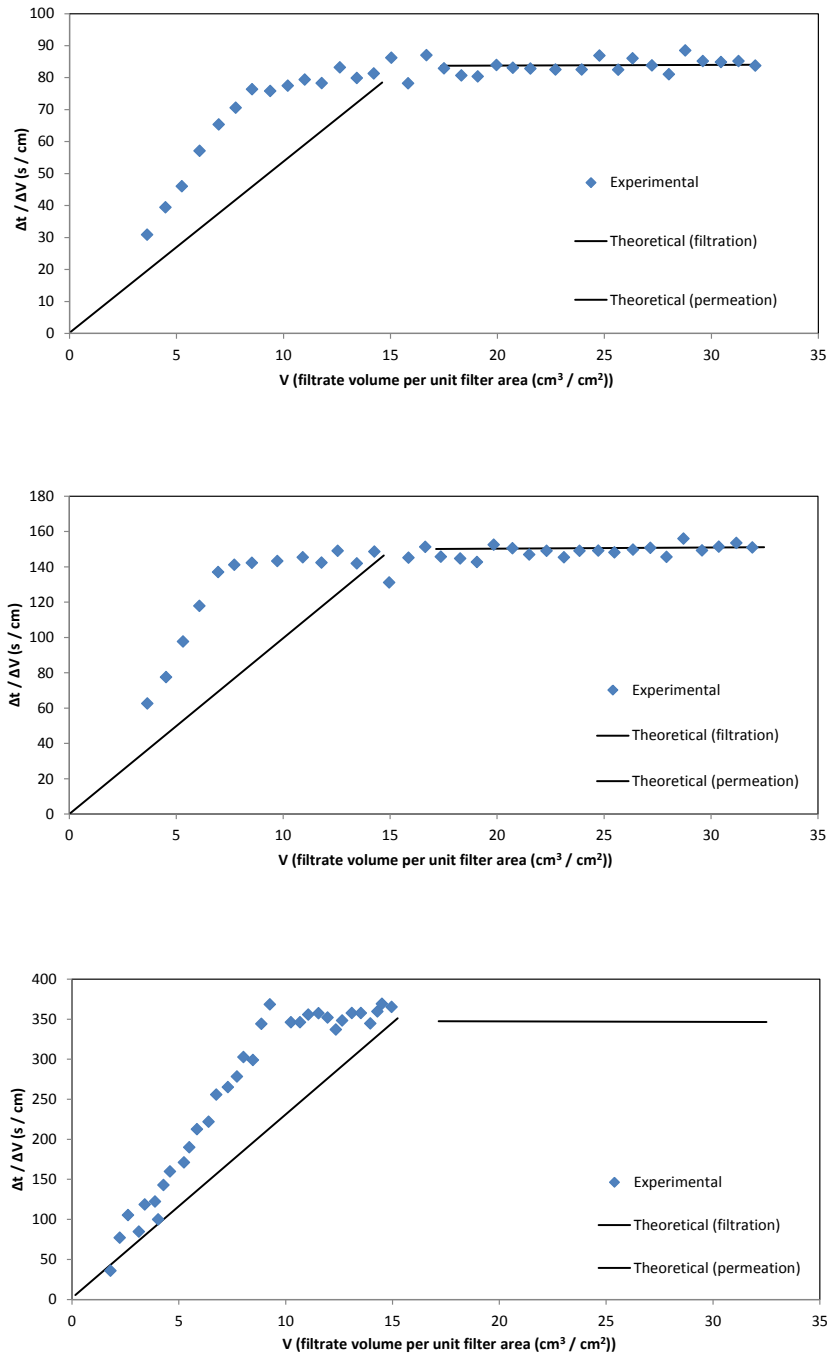 100
90
80
70
60
50
40
30
20
10
0
Δt / ΔV (s / cm)
Experimental
Theoretical (filtration)
Theoretical (permeation)
0 5 10 15 20 25 30 35
V (filtrate volume per unit filter area (cm³ / cm²))
180
160
140
120
100
80
60
40
20
0
Δt / ΔV (s / cm)
Experimental
Theoretical (filtration)
Theoretical (permeation)
0 5 10 15 20 25 30 35
V (filtrate volume per unit filter area (cm³ / cm²))
400
350
300
250
200
150
100
50
0
Δt / ΔV (s / cm)
Experimental
Theoretical (filtration)
Theoretical (permeation)
0 5 10 15 20 25 30 35
V (filtrate volume per unit filter area (cm³ / cm²))